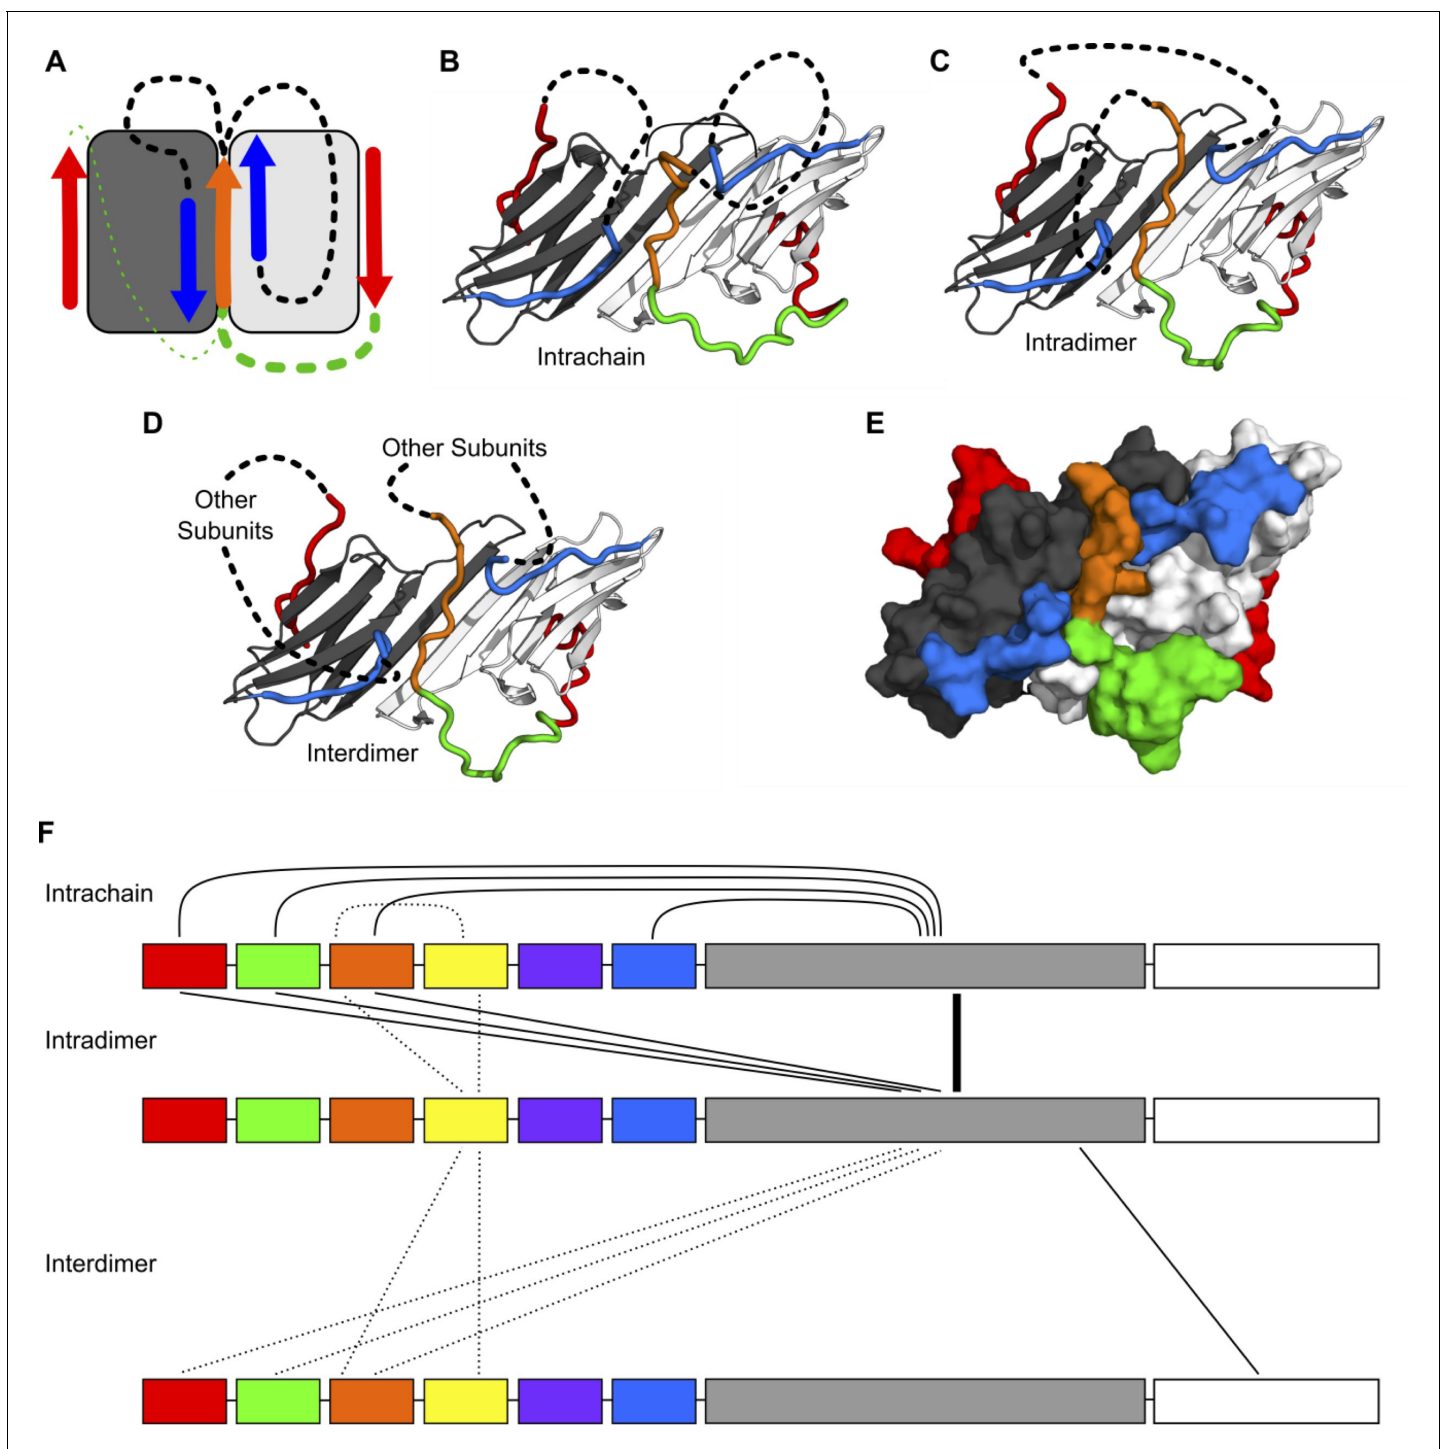 A
B
C
Intrachain
Intradimer
D
E
Other Subunits
Other
Subunits
Interdimer
F
Intrachain
Intradimer
Interdimer